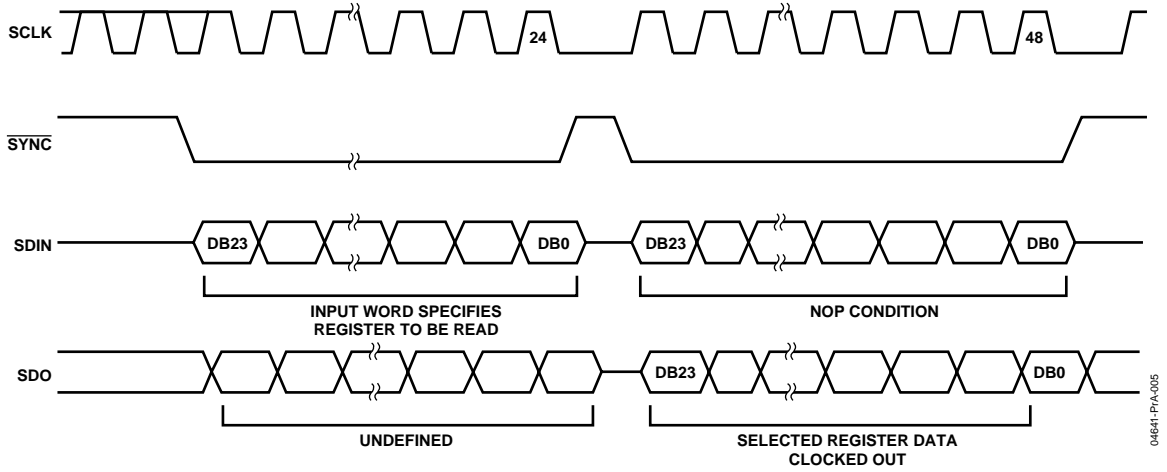 SCLK
24
48
SYNC
SDIN
DB23
DB0
DB23
DB0
INPUT WORD SPECIFIES
REGISTER TO BE READ
NOP CONDITION
SDO
DB23
DB0
UNDEFINED
SELECTED REGISTER DATA
CLOCKED OUT
04641-PrA-005